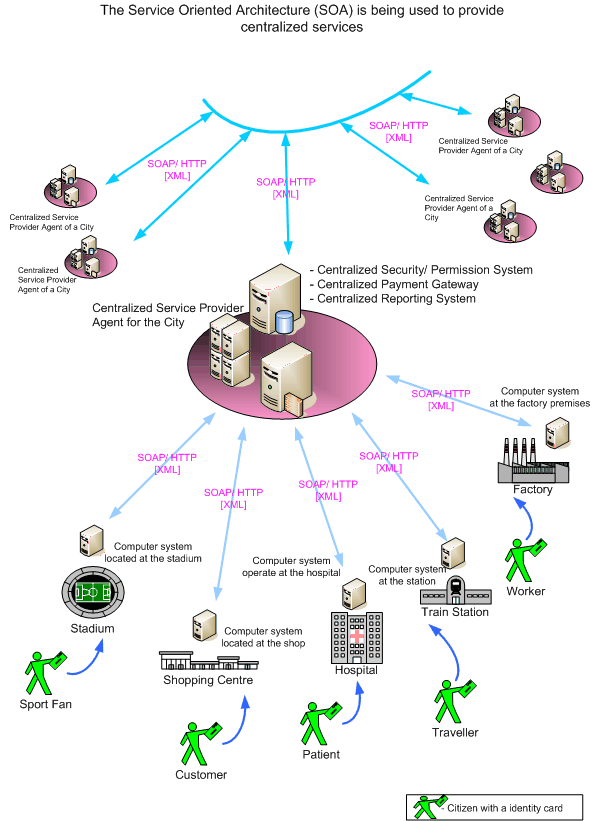 The Service Oriented Architecture (SOA) is being used to provide
centralized services
SOAP/ HTTP
[XML]
SOAP/ HTTP
[XML]
SOAP/ HTTP
[XML]
Centralized Service
Provider Agent of a City
Centralized Service
Provider Agent of a
City
Centralized Service
Provider Agent of a City
Centralized
Service Provider
Agent of a City
- Centralized Security/ Permission System
- Centralized Payment Gateway
- Centralized Reporting System
Centralized Service Provider
Agent for the City
Computer system
at the factory premises
SOAP/ HTTP
[XML]
SOAP/ HTTP
[XML]
SOAP/ HTTP
[XML]
SOAP/ HTTP
[XML]
SOAP/ HTTP
[XML]
Factory
Computer system
located at the stadium
Computer system
operate at the hospital
Computer system
at the station
Worker
Train Station
Stadium
Computer system
located at the shop
Shopping Centre
Hospital
Sport Fan
Traveller
Patient
Customer
- Citizen with a identity card